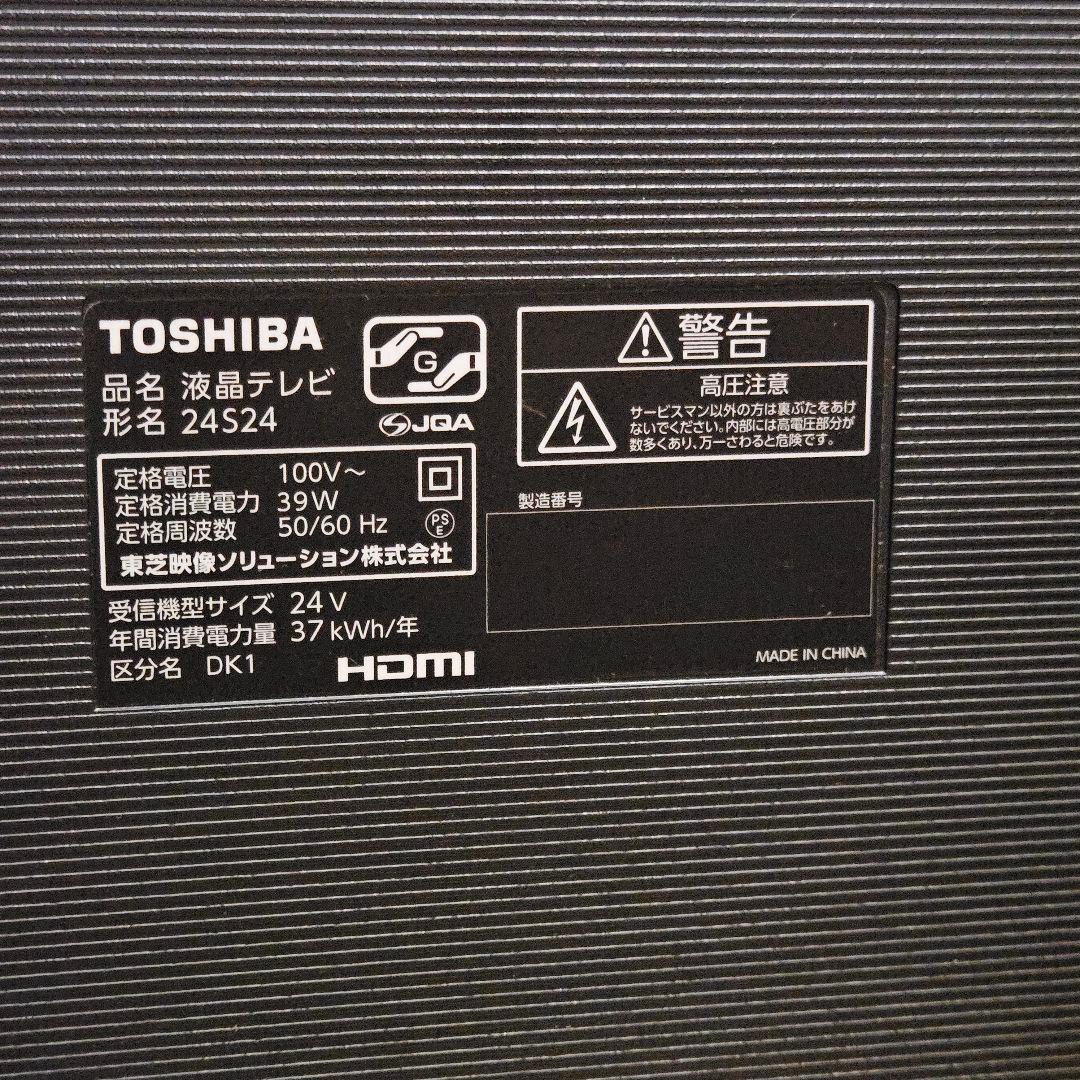 TOSHIBA
品名 液晶テレビ
形名 24S24
G
JQA
定格電圧 100V～
定格消費電力 39W
定格周波数 50/60 Hz
PS
E
東芝映像ソリューション株式会社
受信機型サイズ 24V
年間消費電力量 37kWh/年
区分名 DK1
HDMI
警告
高圧注意
サービスマン以外の方は裏ぶたをあけ
ないでください。内部には高電圧部分が
数多くあり、万一さわると危険です。
製造番号
MADE IN CHINA